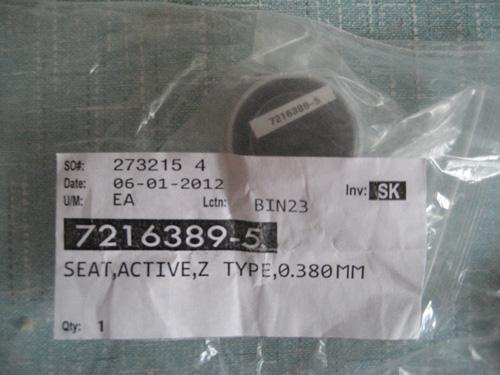 7216389-5
SO#: 273215 4
Date: 06-01-2012
Inv: SK
U/M: EA Lctn: BIN23
7216389-5
SEAT,ACTIVE,Z TYPE,0.380MM
Qty: 1